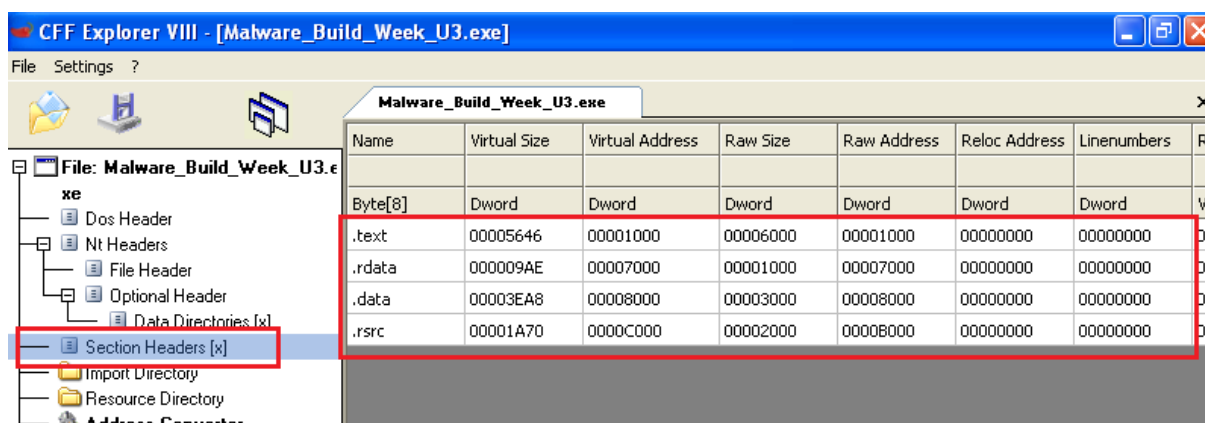 CFF Explorer VIII - [Malware_Build_Week_U3.exe]
File Settings ?
Malware_Build_Week_U3.exe
File: Malware_Build_Week_U3.e
xe
Dos Header
Nt Headers
File Header
Optional Header
Data Directories [x]
Section Headers [x]
Import Directory
Resource Directory
Address Converter
Name Virtual Size Virtual Address Raw Size Raw Address Reloc Address Linenumbers
Byte[8] Dword Dword Dword Dword Dword Dword
.text 00005646 00001000 00006000 00001000 00000000 00000000
.rdata 000009AE 00007000 00001000 00007000 00000000 00000000
.data 00003EA8 00008000 00003000 00008000 00000000 00000000
.rsrc 00001A70 0000C000 00002000 0000B000 00000000 00000000